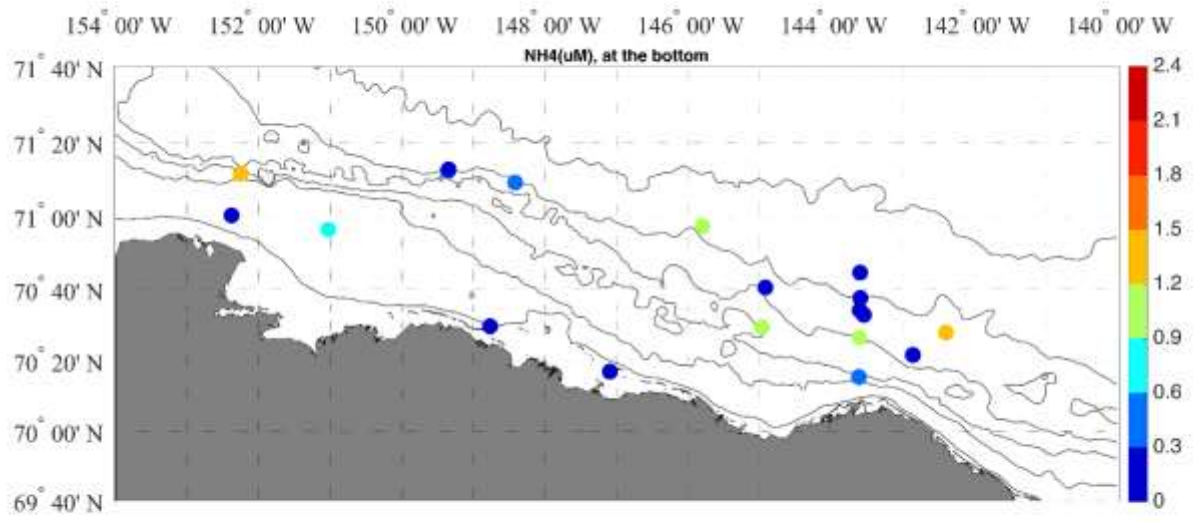 154° 00' W 152° 00' W 150° 00' W 148° 00' W 146° 00' W 144° 00' W 142° 00' W 140° 00' W
NH4(uM), at the bottom
71° 40' N
71° 20' N
71° 00' N
70° 40' N
70° 20' N
70° 00' N
69° 40' N
2.4
2.1
1.8
1.5
1.2
0.9
0.6
0.3
0